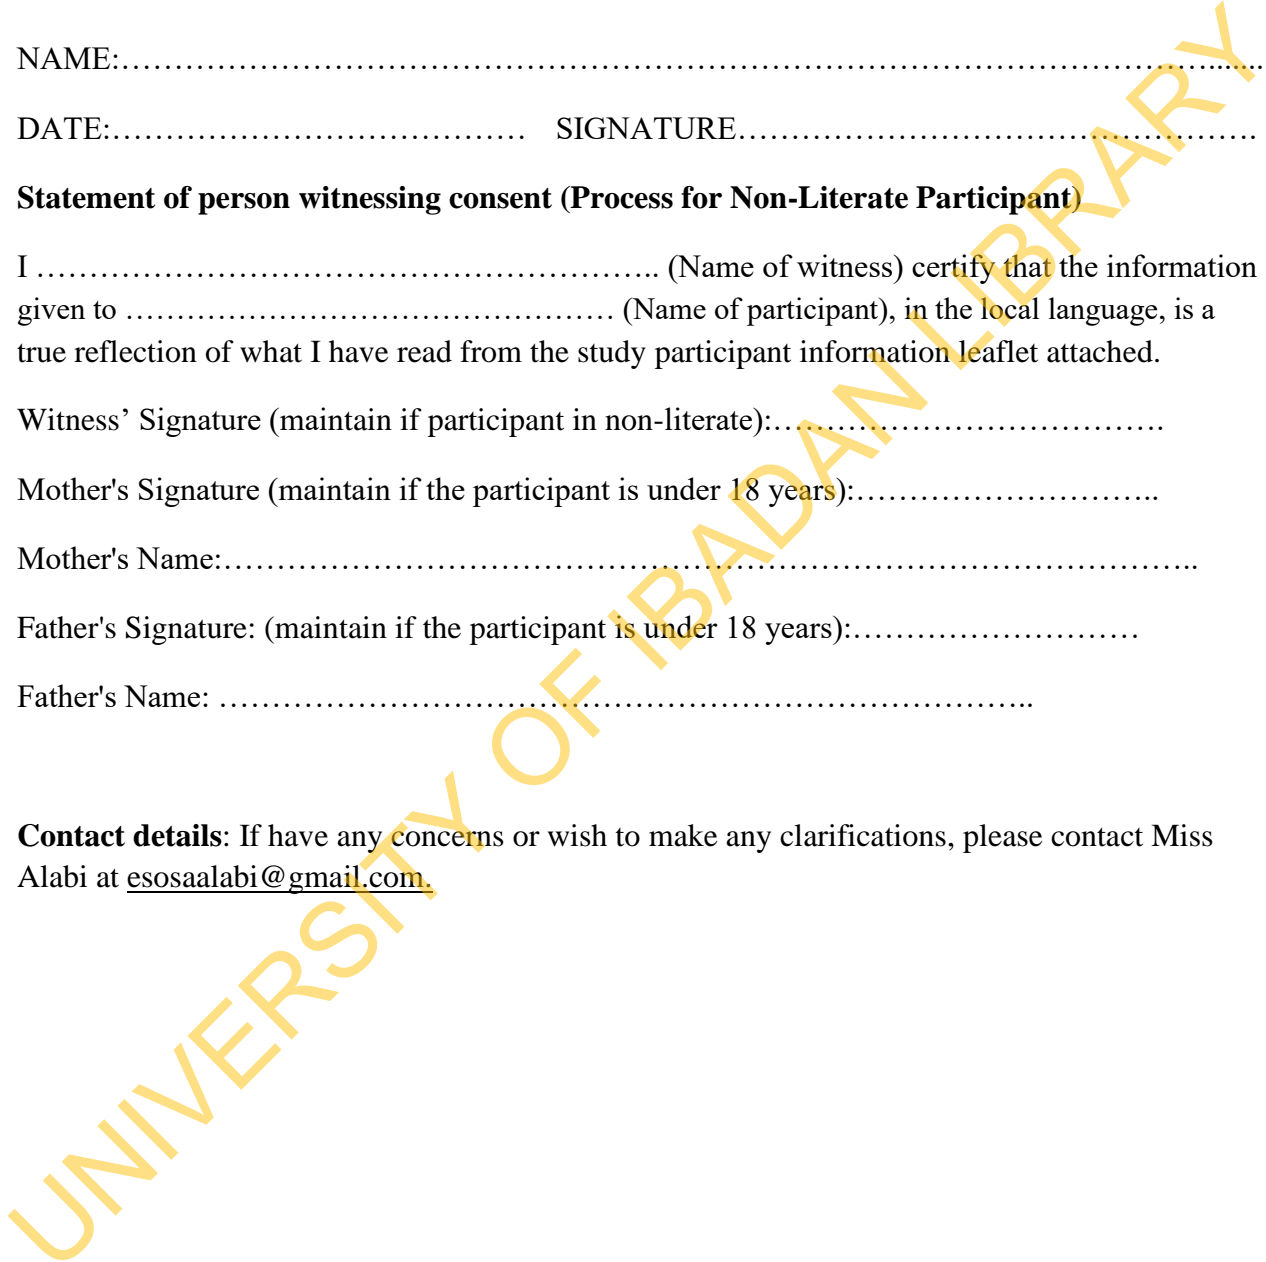 NAME:……………………………………………………………………………………………….......
DATE:………………………………… SIGNATURE………………………………………….
Statement of person witnessing consent (Process for Non-Literate Participant)
I ………………………………………………….. (Name of witness) certify that the information
given to ………………………………………. (Name of participant), in the local language, is a
true reflection of what I have read from the study participant information leaflet attached.
Witness’ Signature (maintain if participant in non-literate):……………………………….
Mother's Signature (maintain if the participant is under 18 years):………………………..
Mother's Name:………………………………………………………………………………..
Father's Signature: (maintain if the participant is under 18 years):………………………
Father's Name: …………………………………………………………………..
Contact details: If have any concerns or wish to make any clarifications, please contact Miss
Alabi at esosaalabi@gmail.com.
UNIVERSITY OF IBADAN LIBRARY